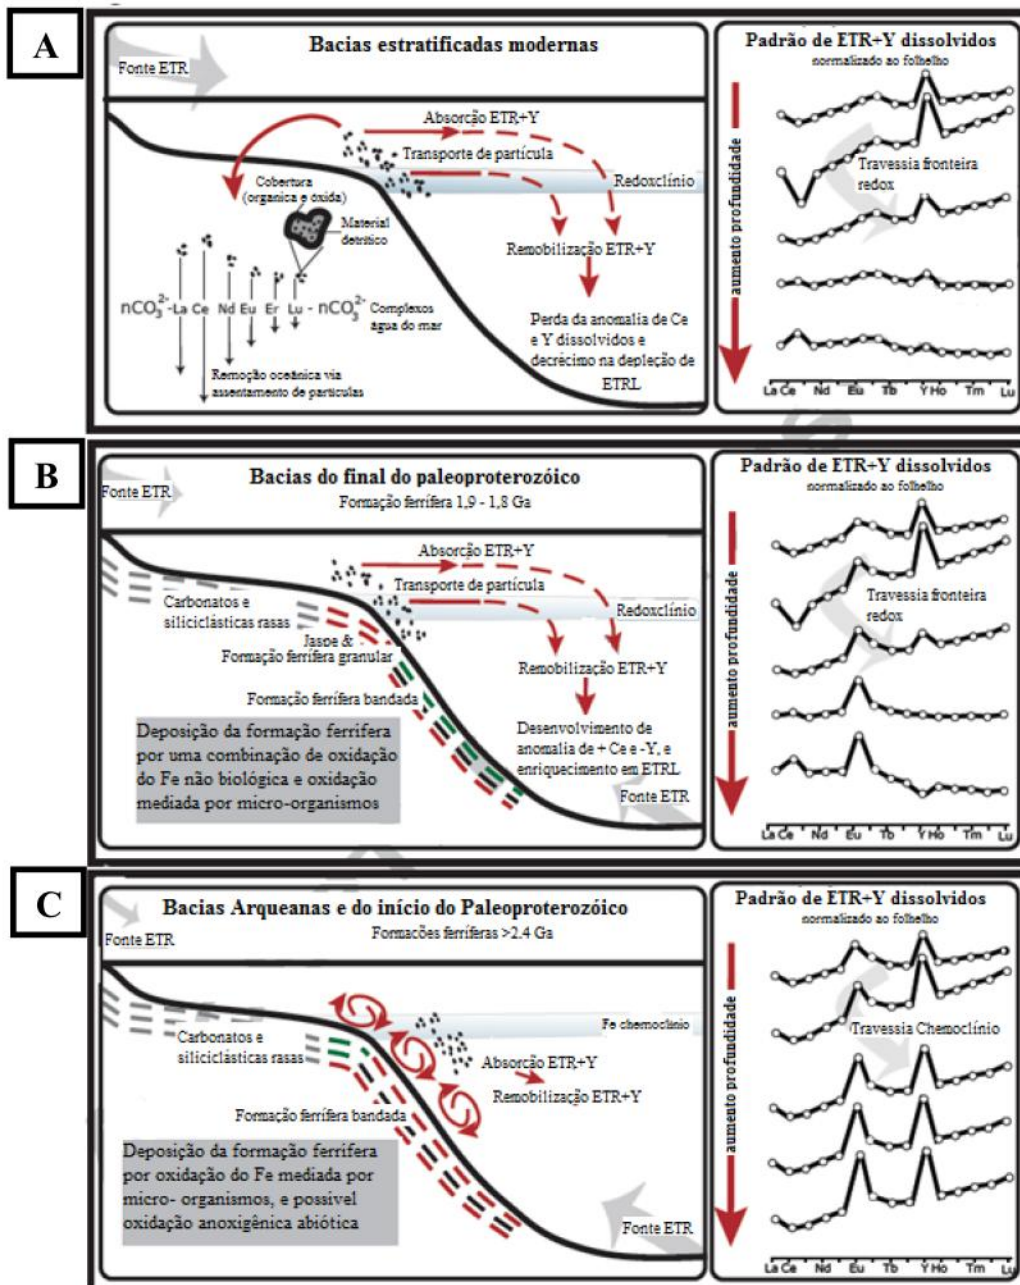 A
Bacias estratificadas modernas
Fonte ETR
Absorção ETR+Y
Transporte de partícula
Redoxclínio
Cobertura
(organica e óxida)
Material
detritico
Remobilização ETR+Y
nCO₃²⁻-La Ce Nd Eu Er Lu - nCO₃²⁻
Complexos
água do mar
Remoção oceânica via
assentamento de partículas
Perda da anomalia de Ce
e Y dissolvidos e
decrécimo na depleção de
ETRL
Padrão de ETR+Y dissolvidos
normalizado ao folhelho
aumento profundidade
Travessia fronteira
redox
La Ce Nd Eu Tb Y Ho Tm Lu
B
Bacias do final do paleoproterozóico
Formação ferrífera 1,9 - 1,8 Ga
Fonte ETR
Absorção ETR+Y
Transporte de partícula
Redoxclínio
Carbonatos e
siliciclásticas rasas
Jaspe &
Formação ferrífera granular
Remobilização ETR+Y
Formação ferrífera bandada
Deposição da formação ferrífera
por uma combinação de oxidação
do Fe não biológica e oxidação
mediada por micro-organismos
Desenvolvimento de
anomalia de + Ce e -Y, e
enriquecimento em ETRL
Fonte ETR
Padrão de ETR+Y dissolvidos
normalizado ao folhelho
aumento profundidade
Travessia fronteira
redox
La Ce Nd Eu Tb Y Ho Tm Lu
C
Bacias Arqueanas e do início do Paleoproterozóico
Formacões ferríferas >2.4 Ga
Fonte ETR
Fe chemoclinio
Carbonatos e
siliciclásticas rasas
Absorcão ETR+Y
Remobilização ETR+Y
Formação ferrífera bandada
Deposição da formação ferrífera
por oxidação do Fe mediada por
micro- organismos, e possivel
oxidação anoxigênica abiótica
Fonte ETR
Padrão de ETR+Y dissolvidos
normalizado ao folhelho
aumento profundidade
Travessia Chemoclínio
La Ce Nd Eu Tb Y Ho Tm Lu